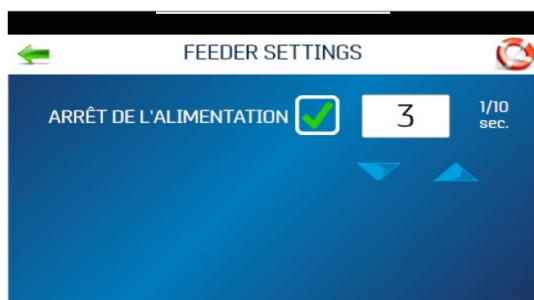 FEEDER SETTINGS
ARRÊT DE L'ALIMENTATION 3 1/10
sec.